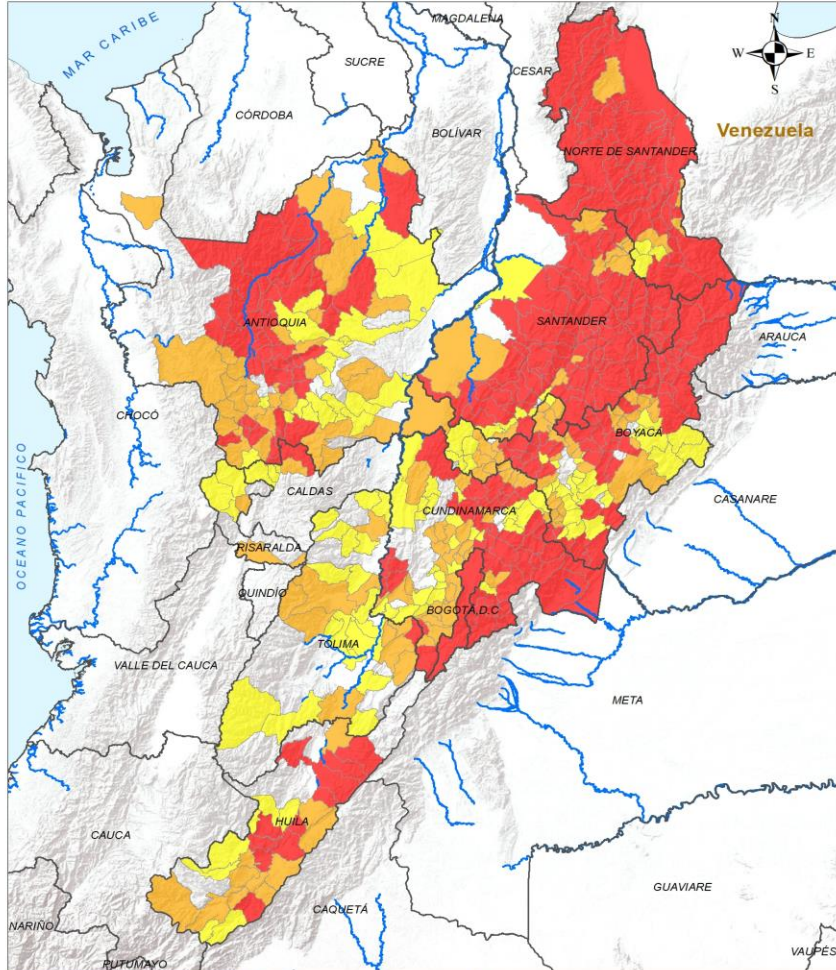 MAGDALENA
MAR CARIBE
SUCRE
CESAR
N
W
E
S
CÓRDOBA
BOLÍVAR
Venezuela
NORTE DE SANTANDER
ANTIOQUIA
SANTANDER
ARAUCA
CHOCÓ
BOYACÁ
OCEANO PACIFICO
CALDAS
CASANARE
CUNDINAMARCA
RISARALDA
QUINDÍO
BOGOTÁ, D.C
TOLIMA
VALLE DEL CAUCA
META
HUILA
CAUCA
GUAVIARE
CAQUETÁ
NARIÑO
VAUPÉS
PUTUMAYO